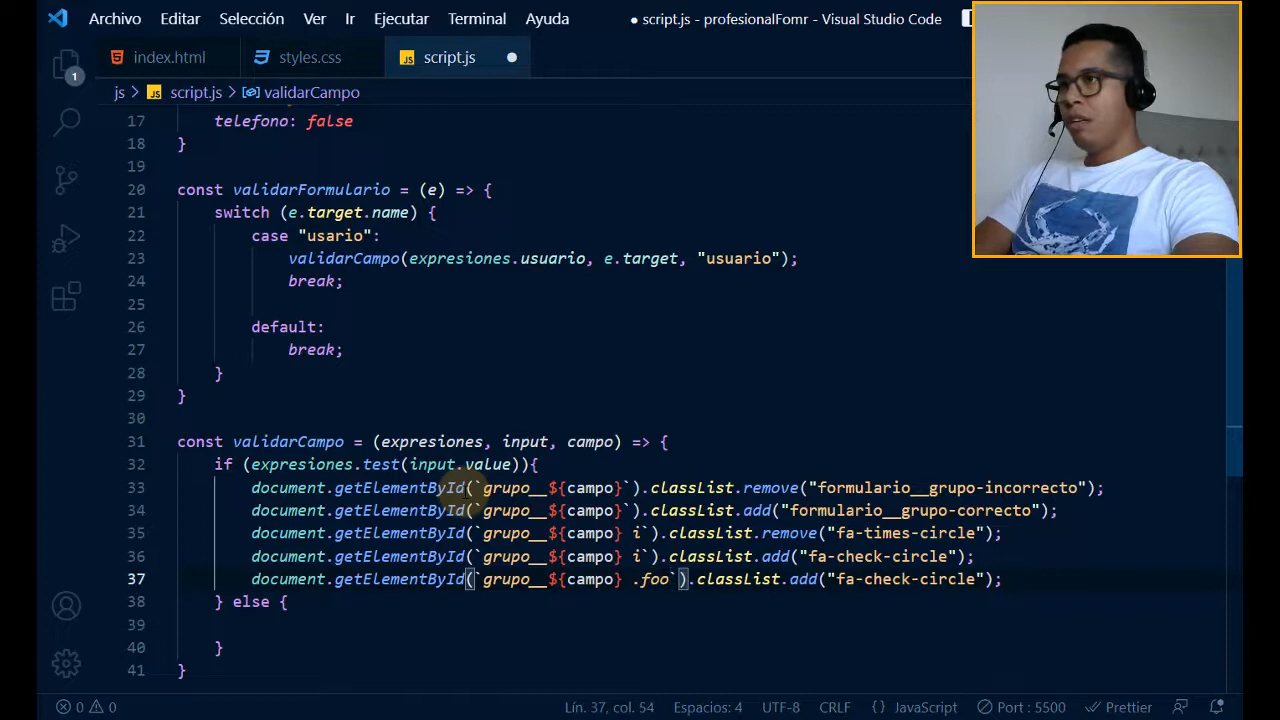 Archivo Editar Selección Ver Ir Ejecutar Terminal Ayuda ● script.js - profesionalFomr - Visual Studio Code
index.html styles.css JS script.js
1
js > JS script.js > validarCampo
17 telefono: false
18 }
19
20 const validarFormulario = (e) => {
21 switch (e.target.name) {
22 case "usario":
23 validarCampo(expresiones.usuario, e.target, "usuario");
24 break;
25
26 default:
27 break;
28 }
29 }
30
31 const validarCampo = (expresiones, input, campo) => {
32 if (expresiones.test(input.value)){
33 document.getElementById(`grupo__${campo}`).classList.remove("formulario__grupo-incorrecto");
34 document.getElementById(`grupo__${campo}`).classList.add("formulario__grupo-correcto");
35 document.getElementById(`grupo__${campo} i`).classList.remove("fa-times-circle");
36 document.getElementById(`grupo__${campo} i`).classList.add("fa-check-circle");
37 document.getElementById(`grupo__${campo} .foo`).classList.add("fa-check-circle");
38 } else {
39
40 }
41 }
0 0 Lín. 37, col. 54 Espacios: 4 UTF-8 CRLF {} JavaScript Port : 5500 Prettier